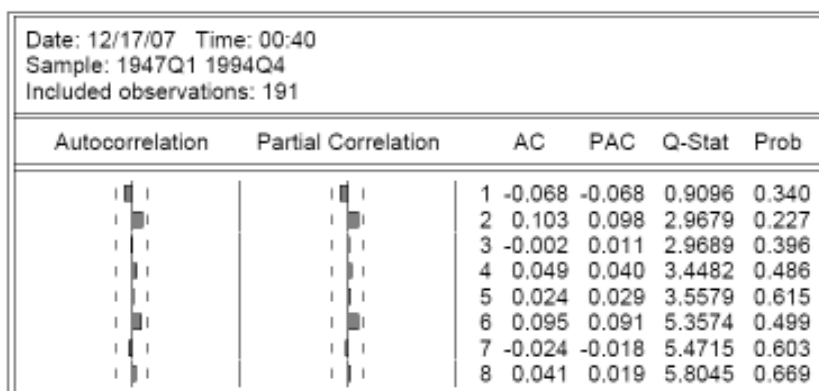 Date: 12/17/07 Time: 00:40
Sample: 1947Q1 1994Q4
Included observations: 191
Autocorrelation Partial Correlation AC PAC Q-Stat Prob
1 -0.068 -0.068 0.9096 0.340
2 0.103 0.098 2.9679 0.227
3 -0.002 0.011 2.9689 0.396
4 0.049 0.040 3.4482 0.486
5 0.024 0.029 3.5579 0.615
6 0.095 0.091 5.3574 0.499
7 -0.024 -0.018 5.4715 0.603
8 0.041 0.019 5.8045 0.669